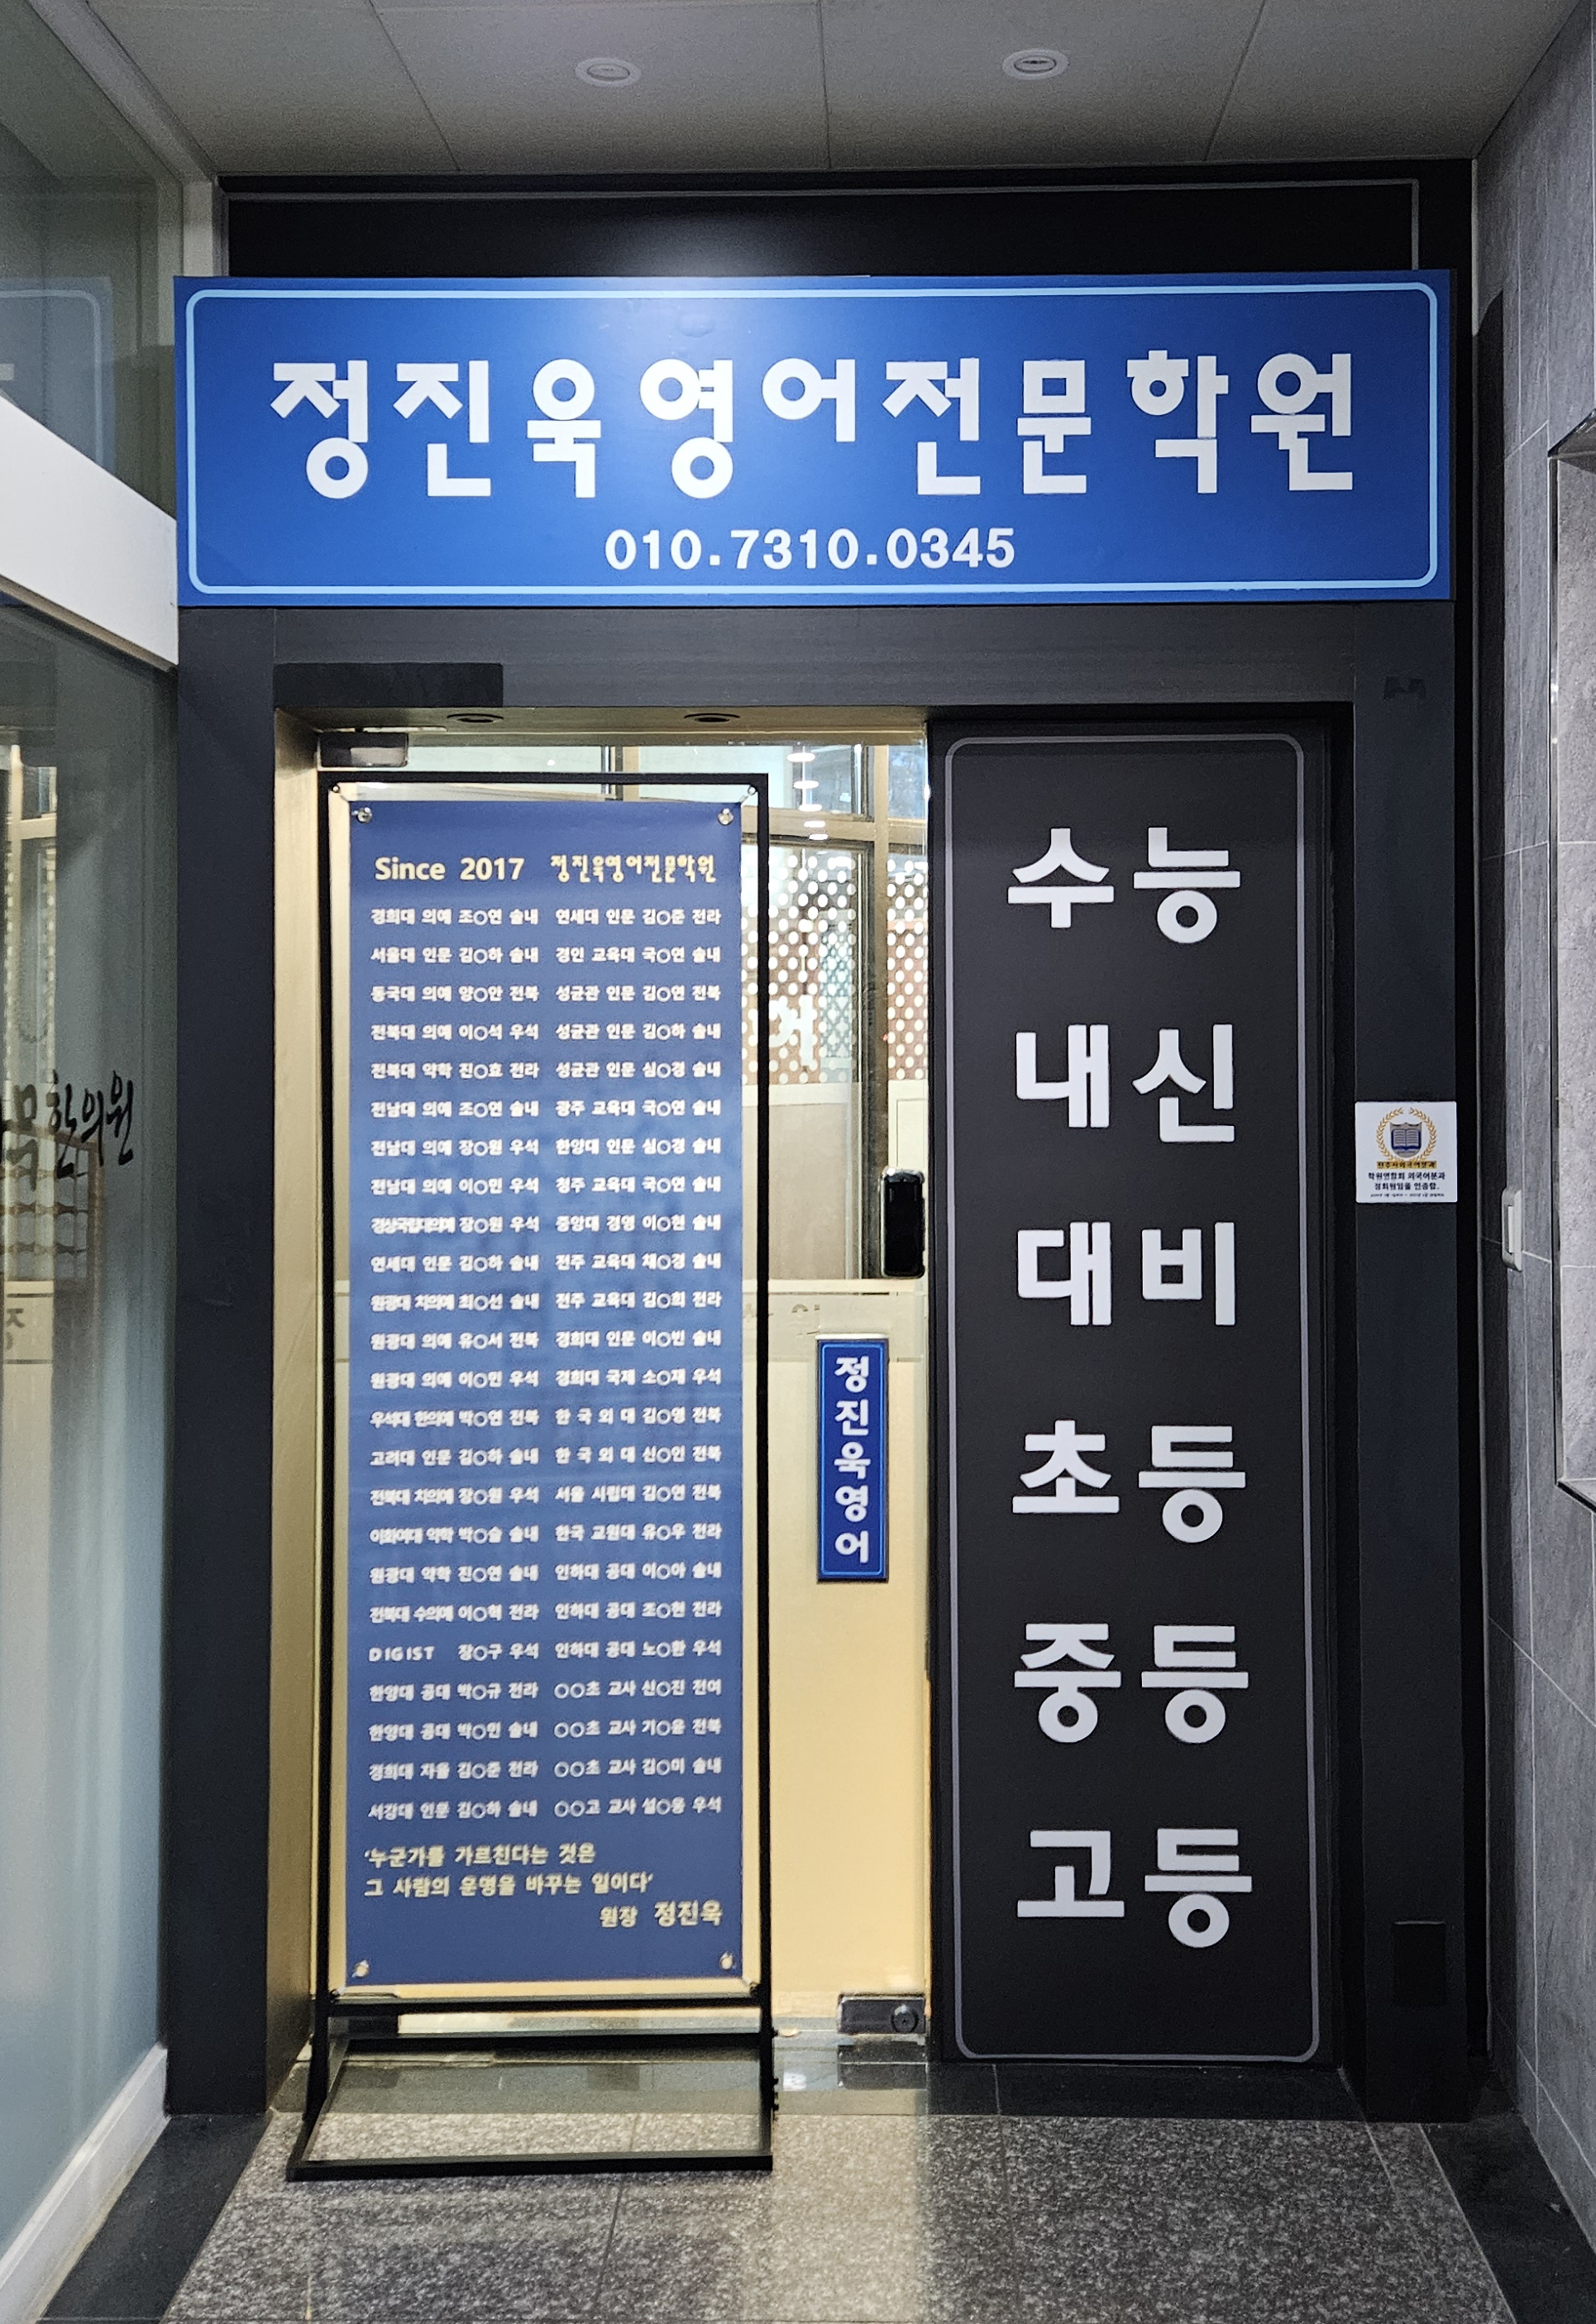 정진욱영어전문학원
010.7310.0345
Since 2017 정진욱영어전문학원
경희대 의예 조○연 솔내 연세대 인문 김○준 전라
서울대 인문 김○하 솔내 경인 교육대 국○연 솔내
동국대 의예 양○안 전북 성균관 인문 김○연 전북
전북대 의예 이○석 우석 성균관 인문 김○하 솔내
전북대 약학 진○효 전라 성균관 인문 심○경 솔내
전남대 의예 조○연 솔내 광주 교육대 국○연 솔내
전남대 의예 장○원 우석 한양대 인문 심○경 솔내
전남대 의예 이○민 우석 청주 교육대 국○연 솔내
경상국립대의예 장○원 우석 중앙대 경영 이○현 솔내
연세대 인문 김○하 솔내 전주 교육대 채○경 솔내
원광대 치의예 최○선 솔내 전주 교육대 김○희 전라
원광대 의예 유○서 전북 경희대 인문 이○빈 솔내
원광대 의예 이○민 우석 경희대 국제 소○재 우석
우석대 한의예 박○연 전북 한 국 외 대 김○영 전북
고려대 인문 김○하 솔내 한 국 외 대 신○인 전북
전북대 치의예 장○원 우석 서울 시립대 김○연 전북
이화여대 약학 박○슬 솔내 한국 교원대 유○우 전라
원광대 약학 진○연 솔내 인하대 공대 이○아 솔내
전북대 수의예 이○혁 전라 인하대 공대 조○현 전라
DIGIST 장○구 우석 인하대 공대 노○환 우석
한양대 공대 박○규 전라 ○○초 교사 신○진 전여
한양대 공대 박○민 솔내 ○○초 교사 기○윤 전북
경희대 자율 김○준 전라 ○○초 교사 김○미 솔내
서강대 인문 김○하 솔내 ○○고 교사 설○웅 우석
'누군가를 가르친다는 것은
그 사람의 운명을 바꾸는 일이다'
원장 정진욱
정진욱영어
수능
내신
대비
초등
중등
고등
학원연합회 외국어분과
정회원임을 인증함.
한의원